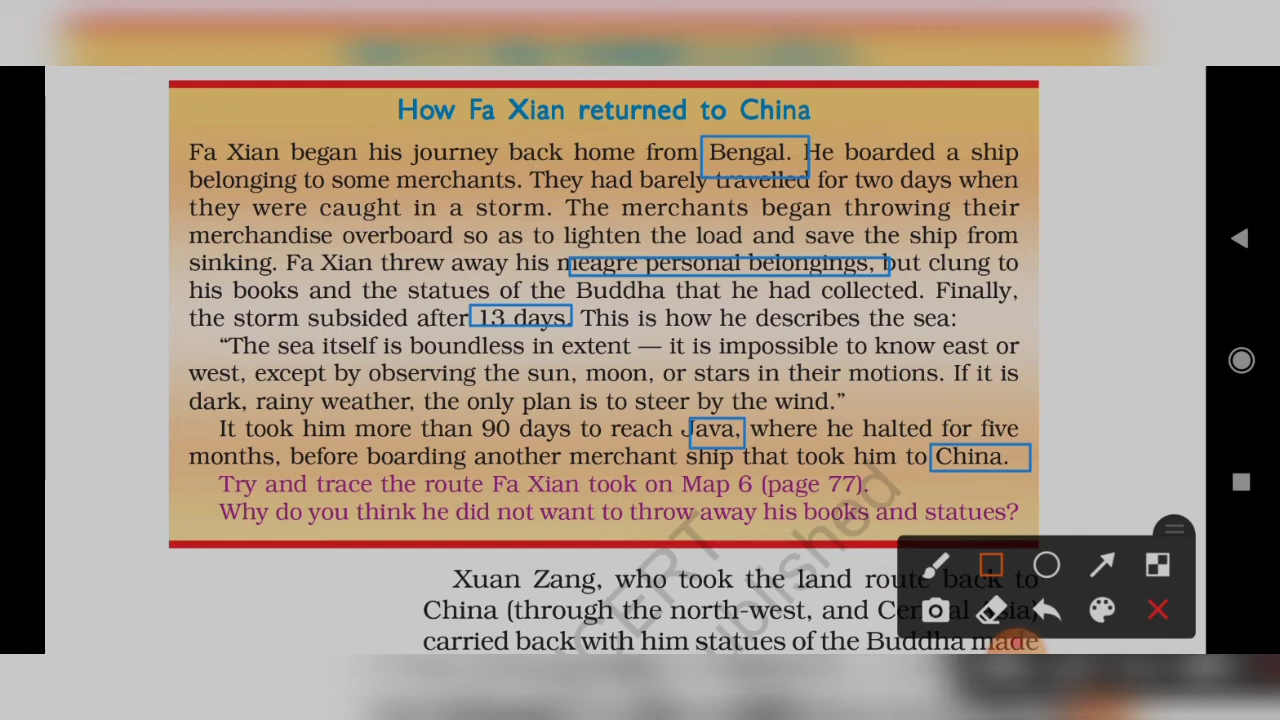 How Fa Xian returned to China
Fa Xian began his journey back home from Bengal. He boarded a ship
belonging to some merchants. They had barely travelled for two days when
they were caught in a storm. The merchants began throwing their
merchandise overboard so as to lighten the load and save the ship from
sinking. Fa Xian threw away his meagre personal belongings, but clung to
his books and the statues of the Buddha that he had collected. Finally,
the storm subsided after 13 days. This is how he describes the sea:
“The sea itself is boundless in extent — it is impossible to know east or
west, except by observing the sun, moon, or stars in their motions. If it is
dark, rainy weather, the only plan is to steer by the wind.”
It took him more than 90 days to reach Java, where he halted for five
months, before boarding another merchant ship that took him to China.
Try and trace the route Fa Xian took on Map 6 (page 77).
Why do you think he did not want to throw away his books and statues?
Xuan Zang, who took the land route back to
China (through the north-west, and Central Asia)
carried back with him statues of the Buddha made